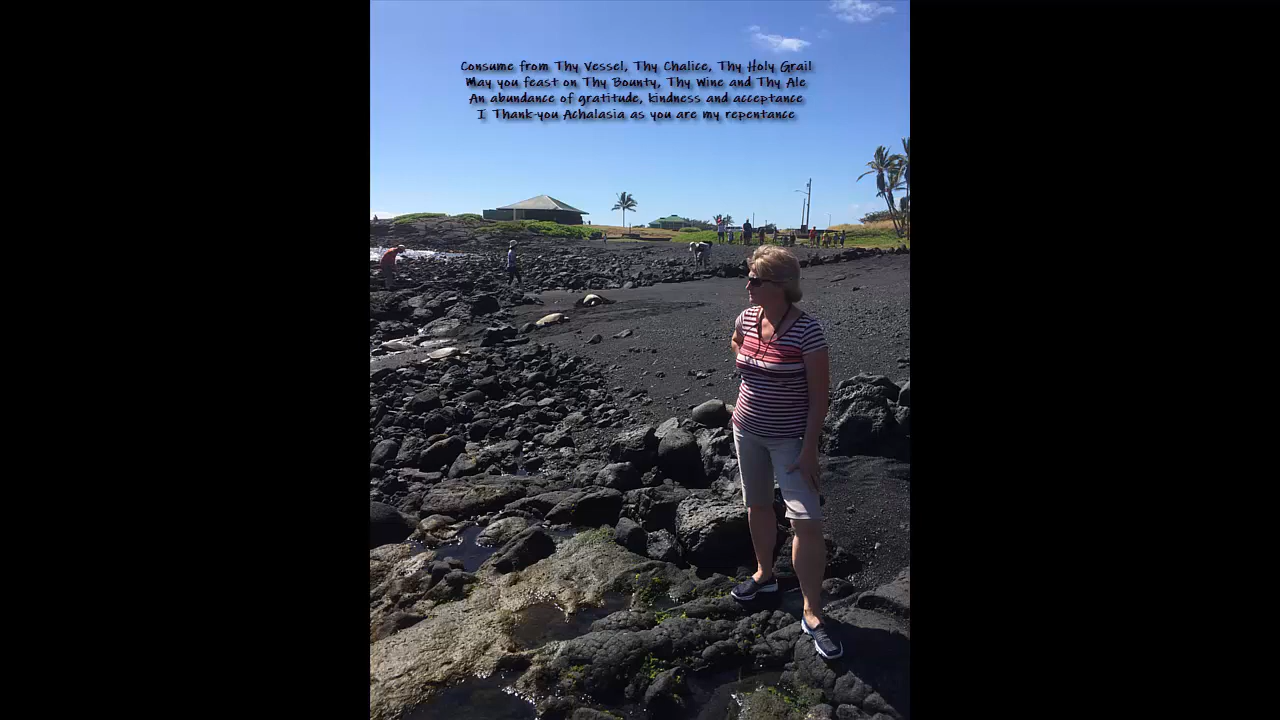 Consume from Thy Vessel, Thy Chalice, Thy Holy Grail
May you feast on Thy Bounty, Thy Wine and Thy Ale
An abundance of gratitude, kindness and acceptance
I Thank-you Achalasia as you are my repentance